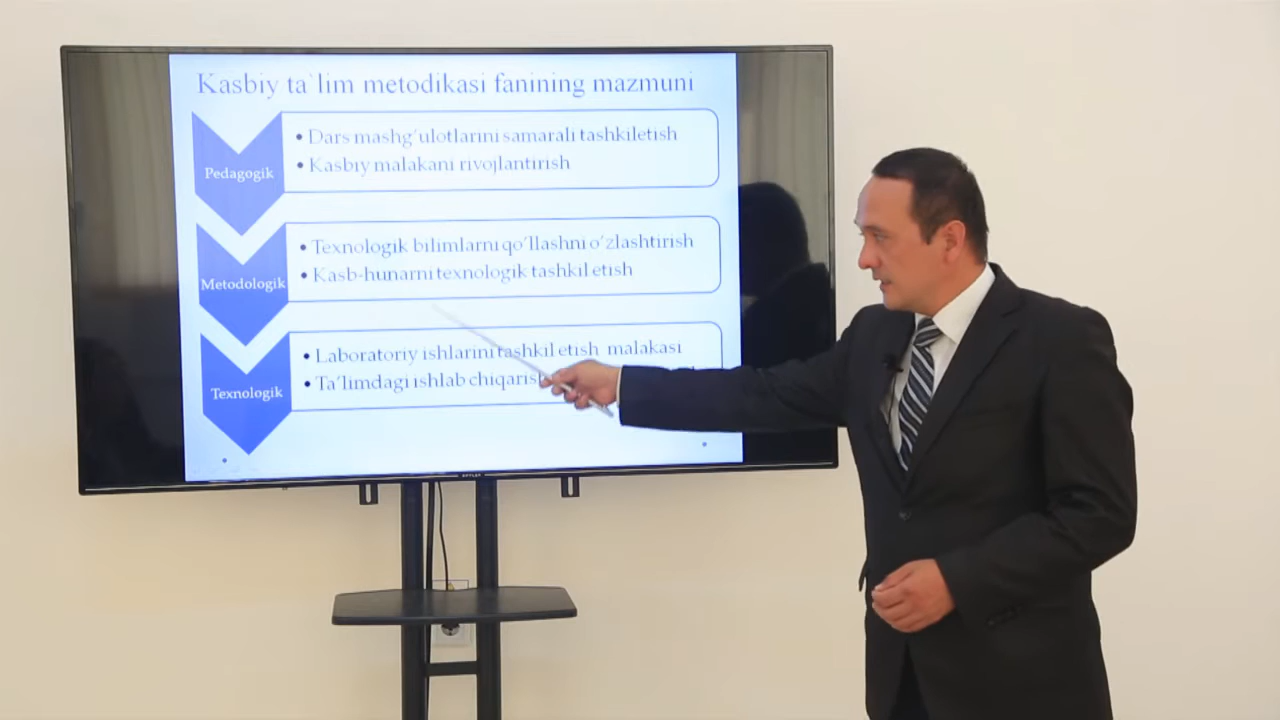 Kasbiy ta`lim metodikasi fanining mazmuni
Pedagogik
• Dars mashg‘ulotlarini samarali tashkiletish
• Kasbiy malakani rivojlantirish
Metodologik
• Texnologik bilimlarni qo‘llashni o‘zlashtirish
• Kasb-hunarni texnologik tashkil etish
Texnologik
• Laboratoriy ishlarini tashkil etish malakasi
• Ta’limdagi ishlab chiqarish